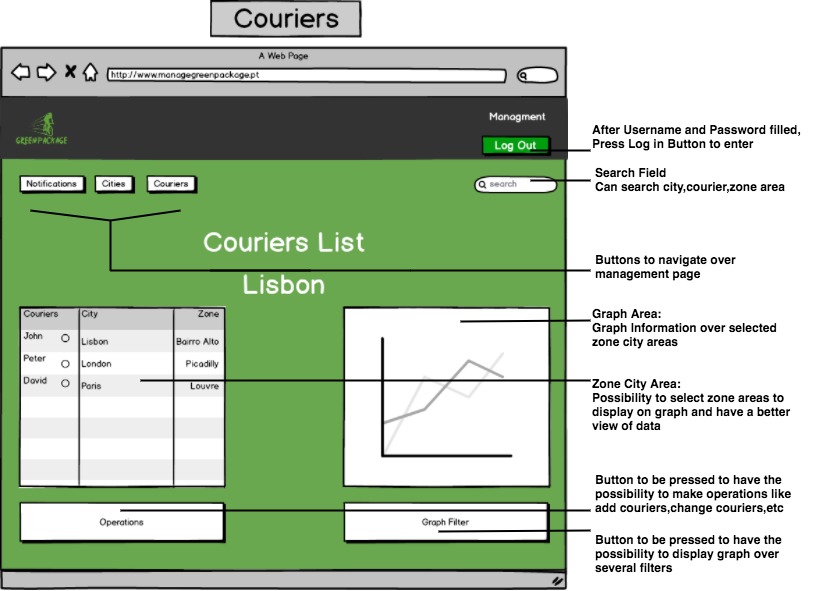 Couriers
A Web Page
http://www.managegreenpackage.pt
Managment
GREENPACKAGE
Log Out
After Username and Password filled,
Press Log in Button to enter
Notifications
Cities
Couriers
search
Search Field
Can search city,courier,zone area
Couriers List
Lisbon
Buttons to navigate over
management page
Couriers City Zone
John Lisbon Bairro Alto
Peter London Picadilly
David Paris Louvre
Graph Area:
Graph Information over selected
zone city areas
Zone City Area:
Possibility to select zone areas to
display on graph and have a better
view of data
Operations
Graph Filter
Button to be pressed to have the
possibility to make operations like
add couriers,change couriers,etc
Button to be pressed to have the
possibility to display graph over
several filters